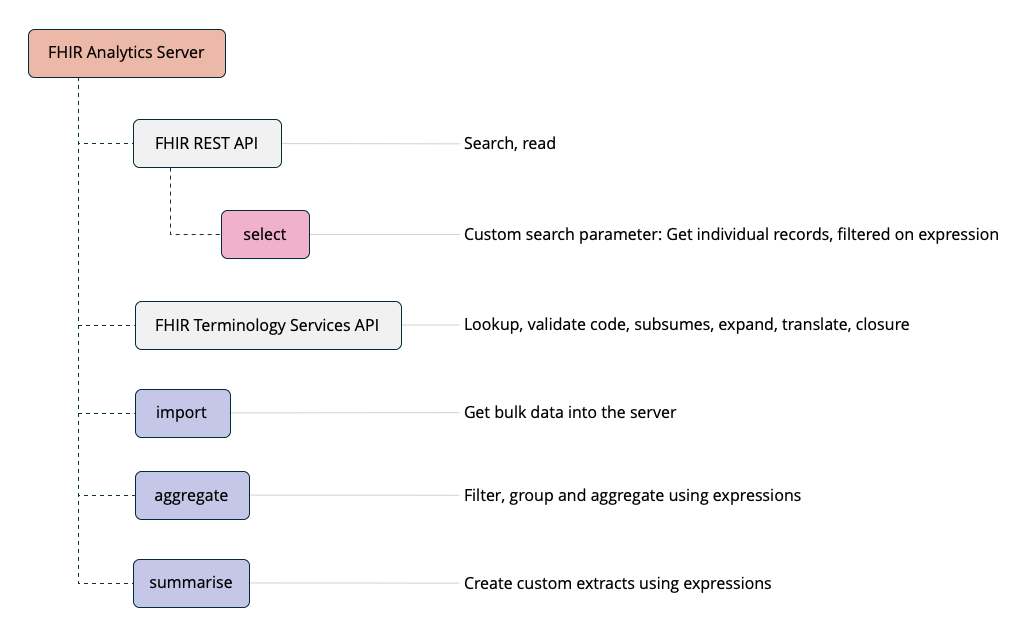 FHIR Analytics Server
FHIR REST API
Search, read
select
Custom search parameter: Get individual records, filtered on expression
FHIR Terminology Services API
Lookup, validate code, subsumes, expand, translate, closure
import
Get bulk data into the server
aggregate
Filter, group and aggregate using expressions
summarise
Create custom extracts using expressions